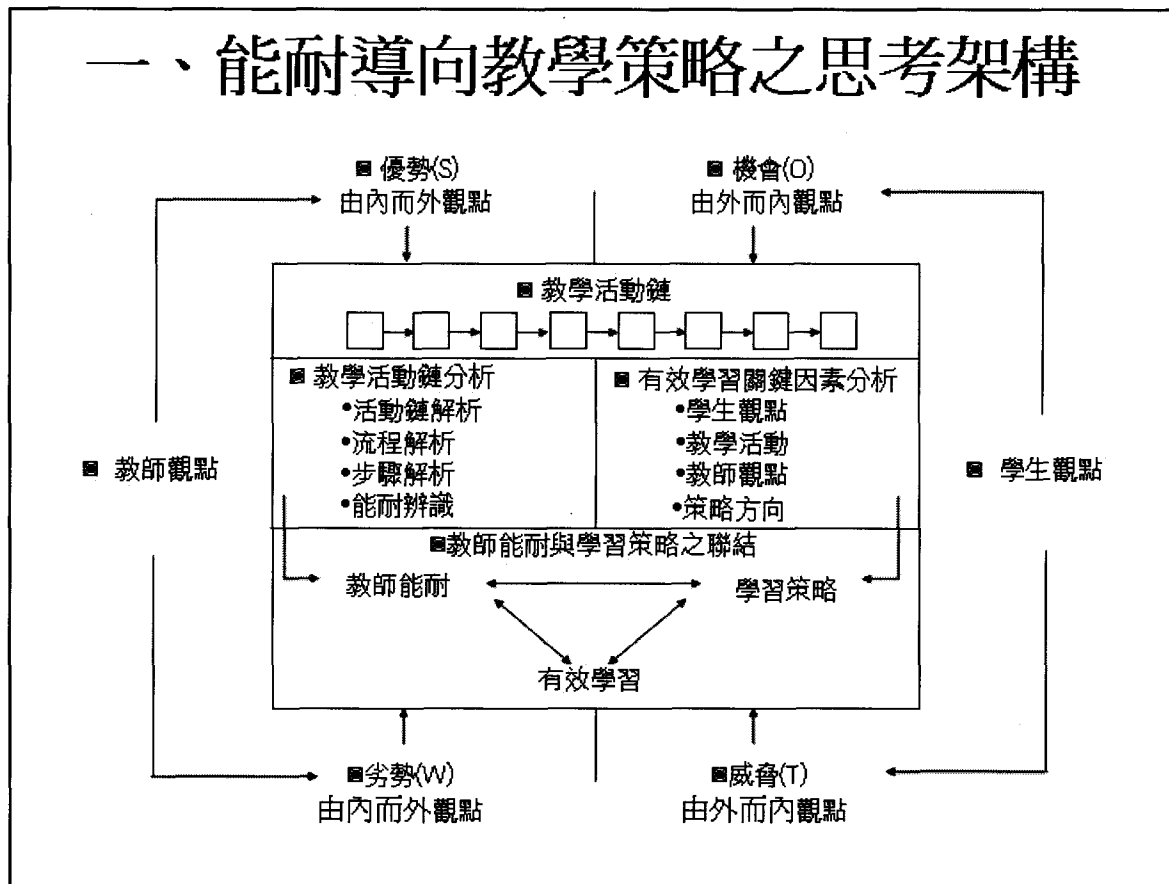 一、能耐導向教學策略之思考架構
▣ 優勢(S)
由內而外觀點
▣ 機會(O)
由外而內觀點
▣ 教學活動鏈
▣ 教學活動鏈分析
•活動鏈解析
•流程解析
•步驟解析
•能耐辨識
▣ 有效學習關鍵因素分析
•學生觀點
•教學活動
•教師觀點
•策略方向
▣ 教師觀點
▣ 學生觀點
▣教師能耐與學習策略之聯結
教師能耐
學習策略
有效學習
▣劣勢(W)
由內而外觀點
▣威脅(T)
由外而內觀點